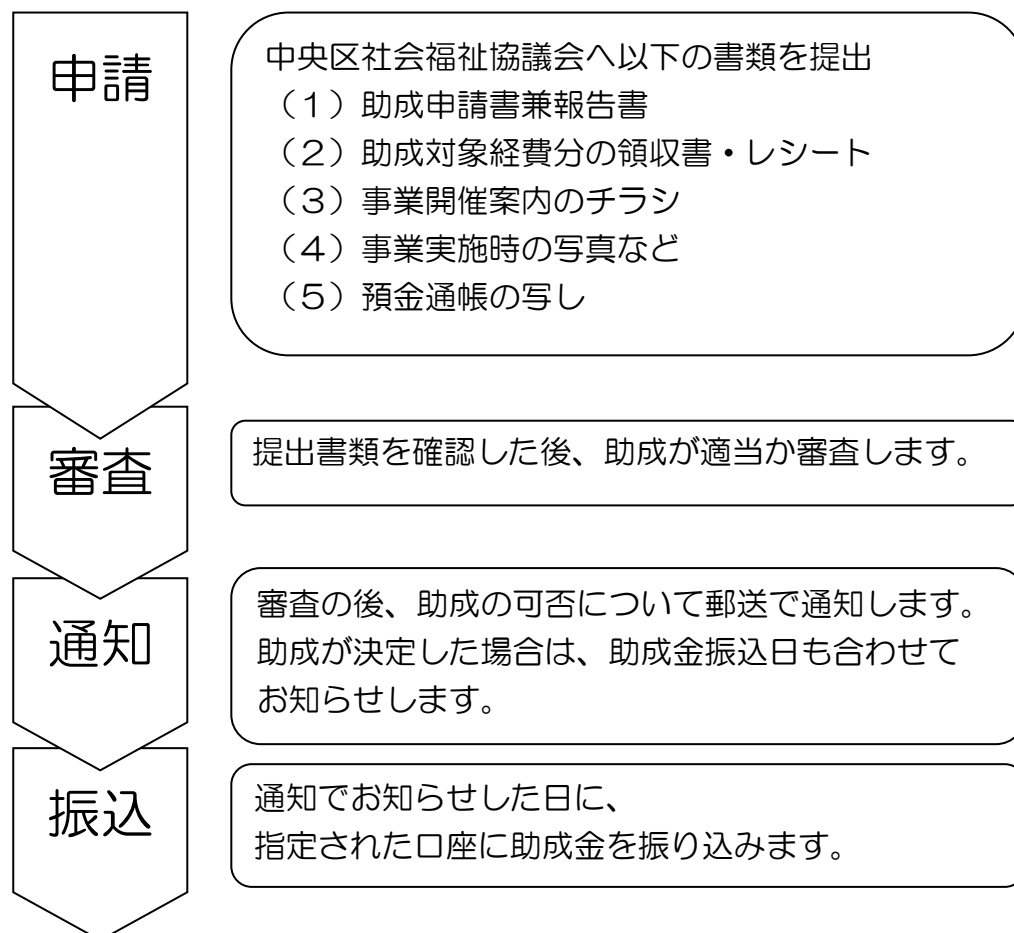 申請
中央区社会福祉協議会へ以下の書類を提出
（１）助成申請書兼報告書
（２）助成対象経費分の領収書・レシート
（３）事業開催案内のチラシ
（４）事業実施時の写真など
（５）預金通帳の写し
審査
提出書類を確認した後、助成が適当か審査します。
通知
審査の後、助成の可否について郵送で通知します。
助成が決定した場合は、助成金振込日も合わせて
お知らせします。
振込
通知でお知らせした日に、
指定された口座に助成金を振り込みます。